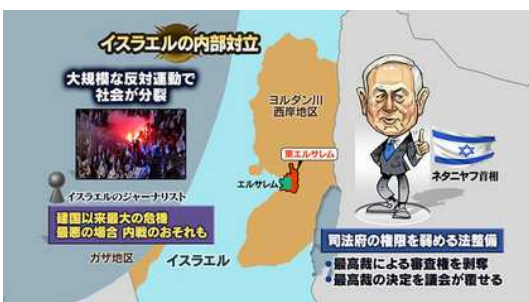 イスラエルの内部対立
大規模な反対運動で
社会が分裂
イスラエルのジャーナリスト
建国以来最大の危機
最悪の場合 内戦のおそれも
ガザ地区
イスラエル
ヨルダン川
西岸地区
東エルサレム
エルサレム
ネタニヤフ首相
司法府の権限を弱める法整備
・最高裁による審査権を剥奪
・最高裁の決定を議会が覆せる